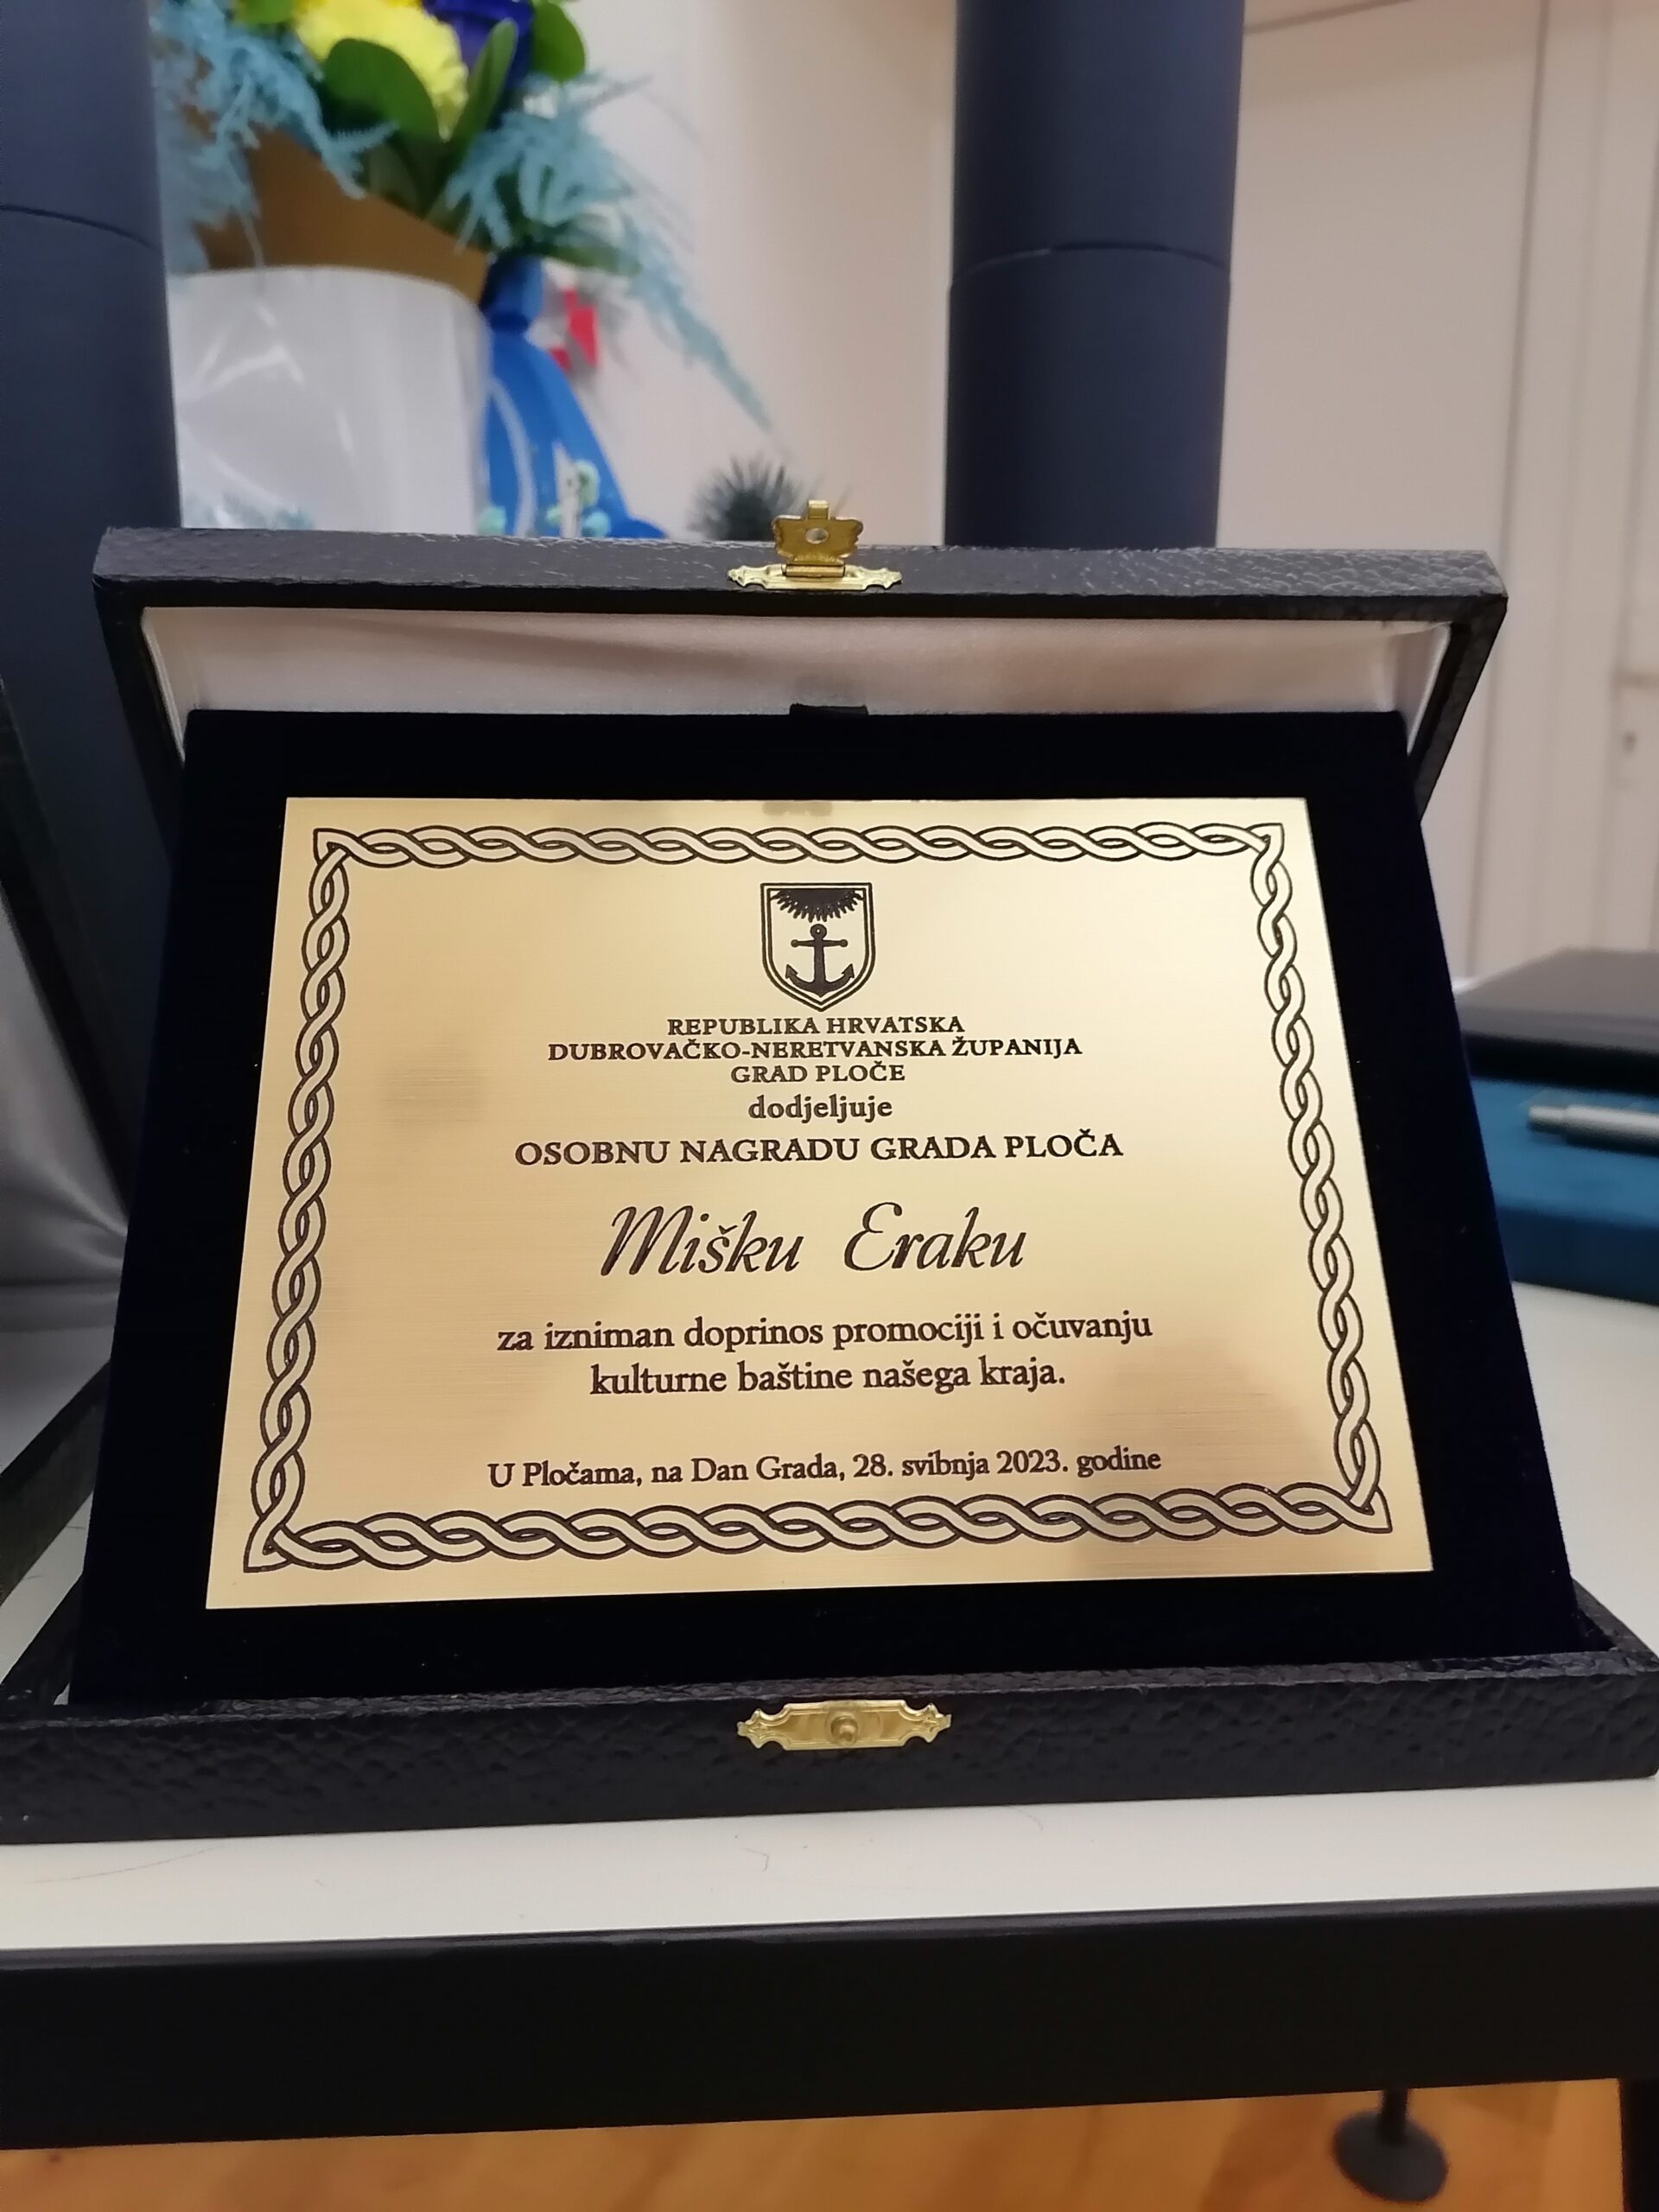 REPUBLIKA HRVATSKA
DUBROVAČKO-NERETVANSKA ŽUPANIJA
GRAD PLOČE
dodjeljuje
OSOBNU NAGRADU GRADA PLOČA
Mišku Eraku
za izniman doprinos promociji i očuvanju
kulturne baštine našega kraja.
U Pločama, na Dan Grada, 28. svibnja 2023. godine